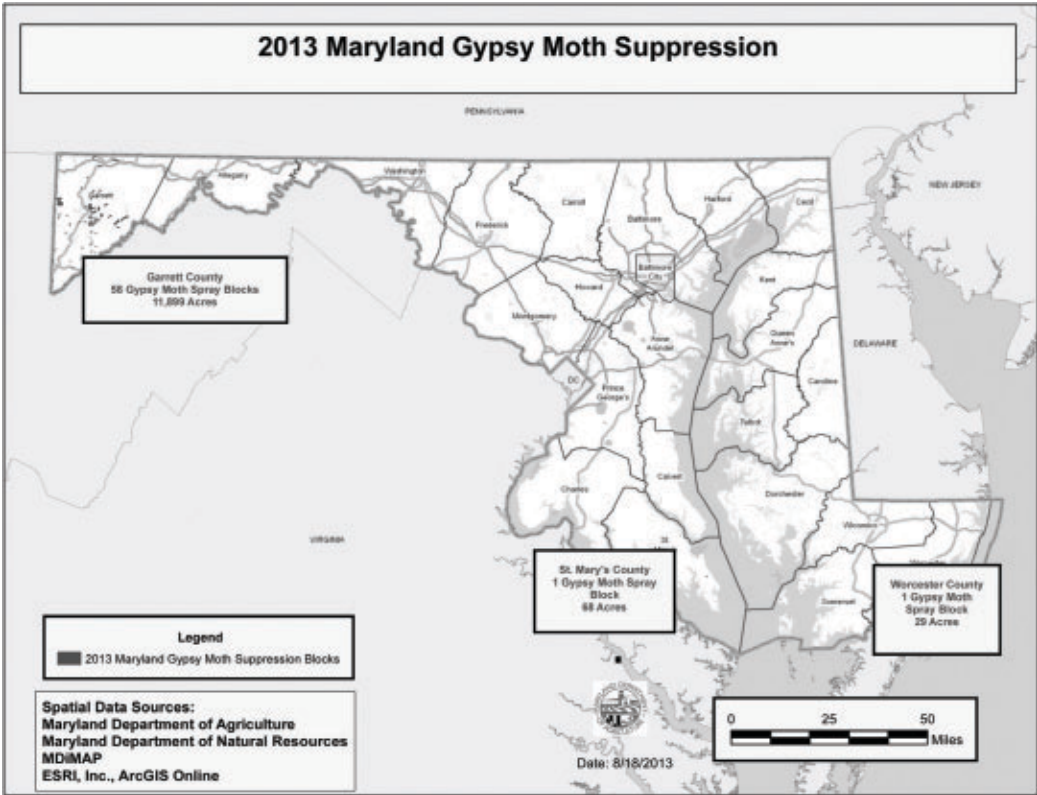 2013 Maryland Gypsy Moth Suppression
PENNSYLVANIA
Allegany
Washington
Garrett
Frederick
Carroll
Baltimore
Harford
Cecil
NEW JERSEY
Baltimore
City
Kent
Howard
Montgomery
Anne
Arundel
Queen
Anne's
DELAWARE
DC
Prince
George's
Caroline
Talbot
Garrett County
56 Gypsy Moth Spray Blocks
11,899 Acres
Charles
Calvert
Dorchester
Wicomico
VIRGINIA
St.
Worcester
Somerset
St. Mary's County
1 Gypsy Moth Spray
Block
68 Acres
Worcester County
1 Gypsy Moth
Spray Block
29 Acres
Legend
2013 Maryland Gypsy Moth Suppression Blocks
Spatial Data Sources:
Maryland Department of Agriculture
Maryland Department of Natural Resources
MDiMAP
ESRI, Inc., ArcGIS Online
Date: 8/18/2013
0 25 50
Miles